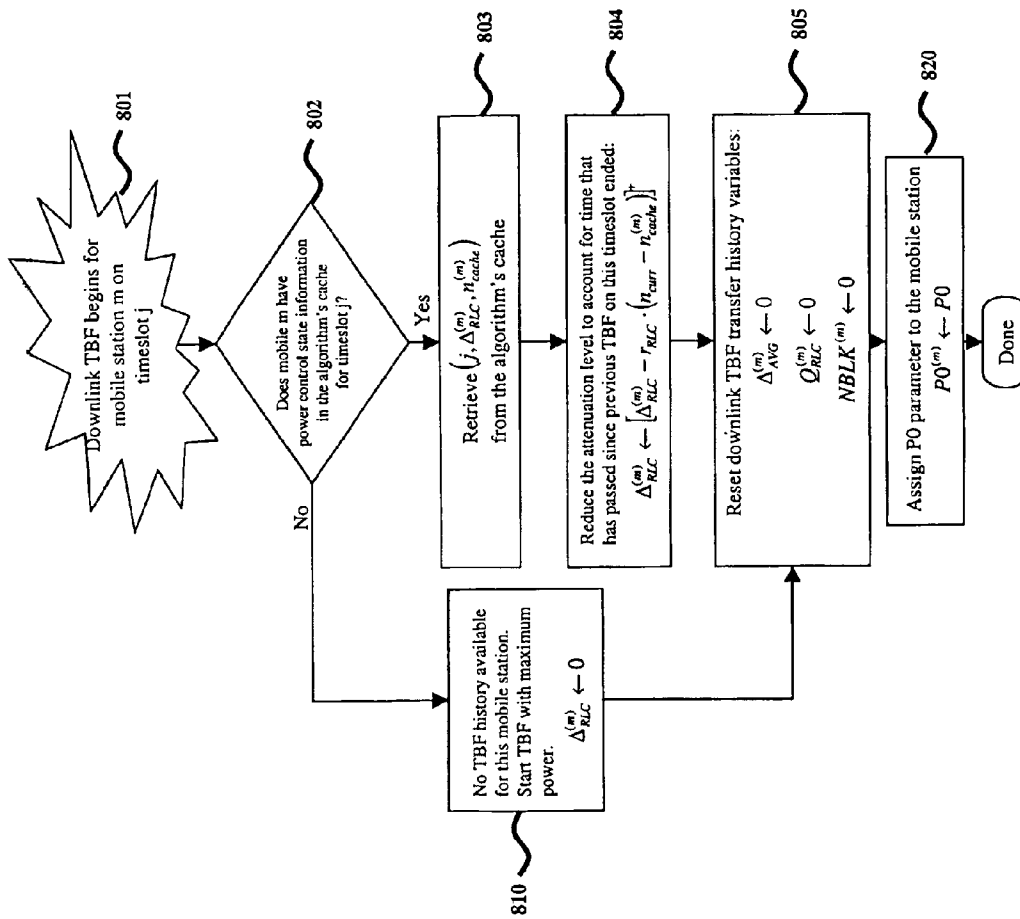 Downlink TBF begins for
mobile station m on
timeslot j
801
Does mobile m have
power control state information
in the algorithm's cache
for timeslot j?
802
No
Yes
Retrieve (j, Δ_RLC^(m), n_cache^(m))
from the algorithm's cache
803
Reduce the attenuation level to account for time that
has passed since previous TBF on this timeslot ended:
Δ_RLC^(m) ← [Δ_RLC^(m) − r_RLC · (n_curr − n_cache^(m))]^+
804
No TBF history available
for this mobile station.
Start TBF with maximum
power.
Δ_RLC^(m) ← 0
810
Reset downlink TBF transfer history variables:
Δ_AVG^(m) ← 0
Q_RLC^(m) ← 0
NBLK^(m) ← 0
805
Assign P0 parameter to the mobile station
P0^(m) ← P0
820
Done